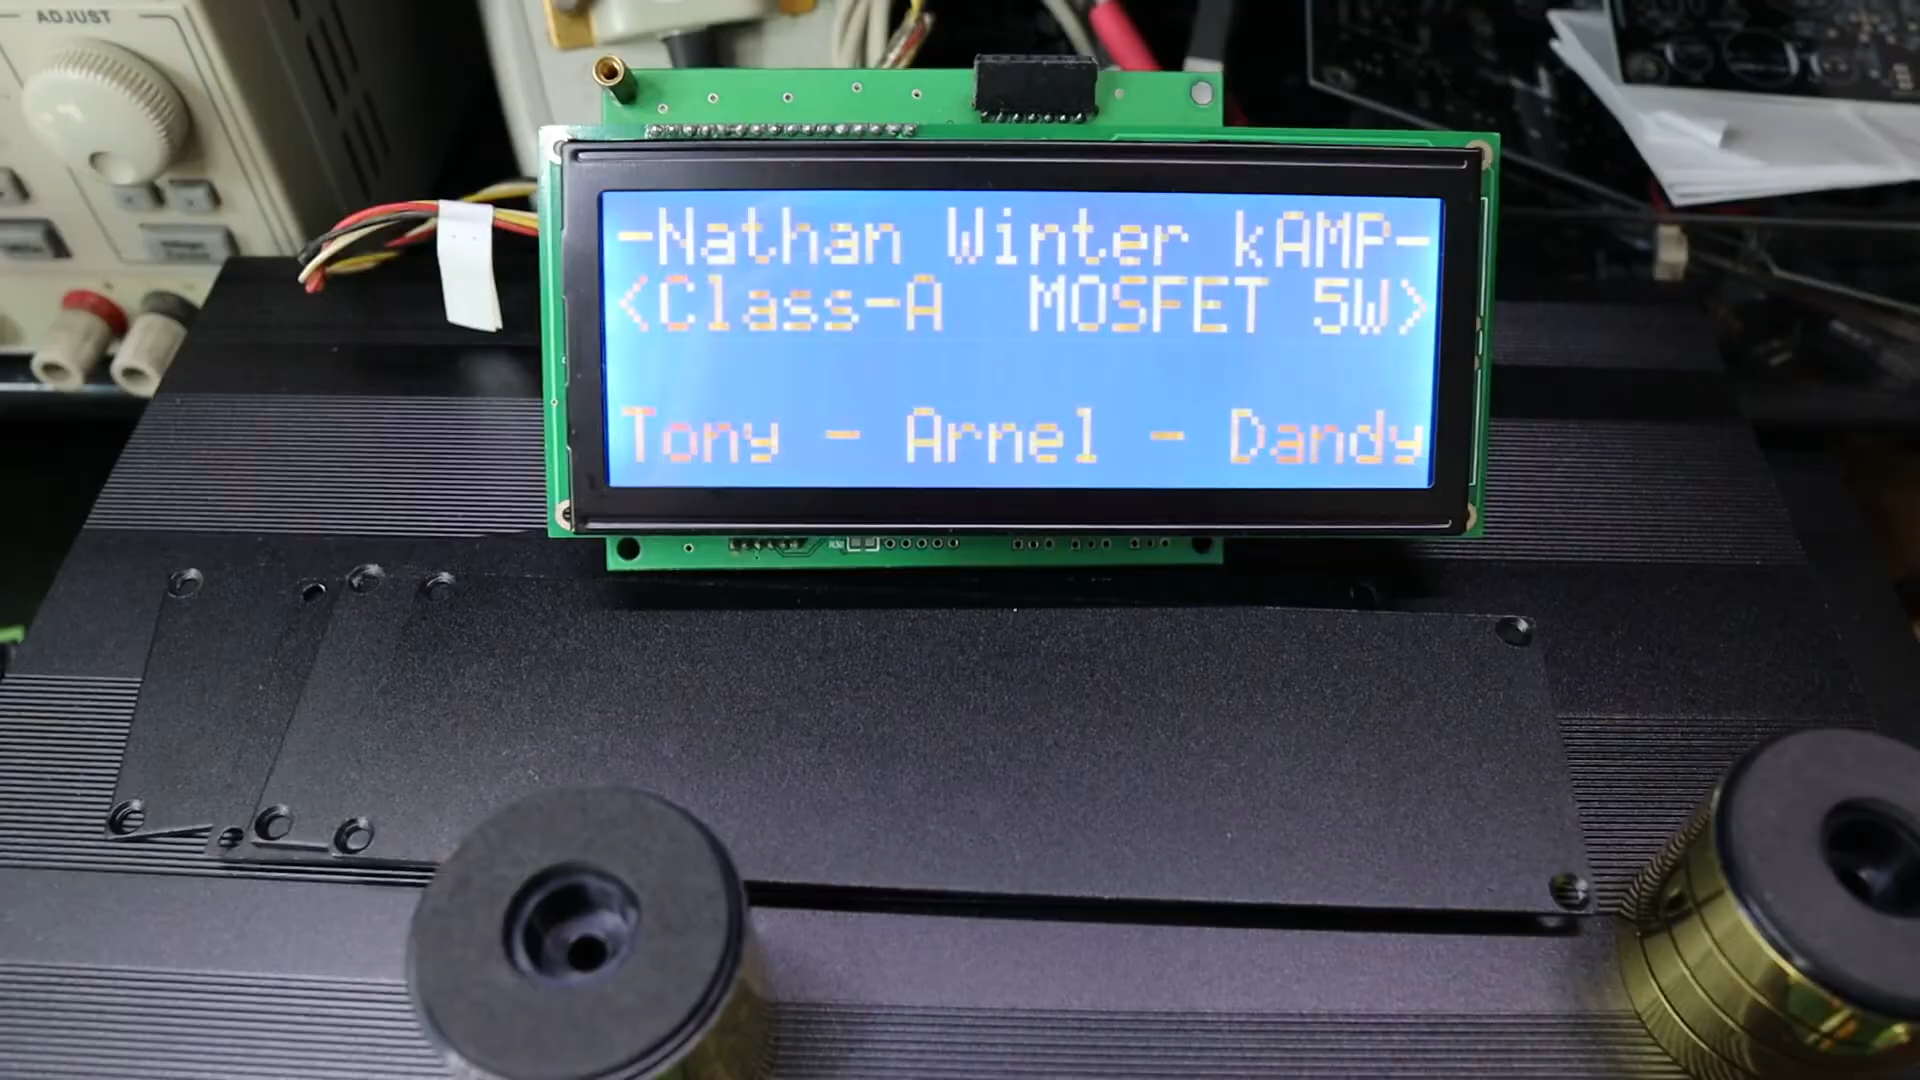 ADJUST
-Nathan Winter kAMP-
<Class-A  MOSFET 5W>
Tony - Arnel - Dandy